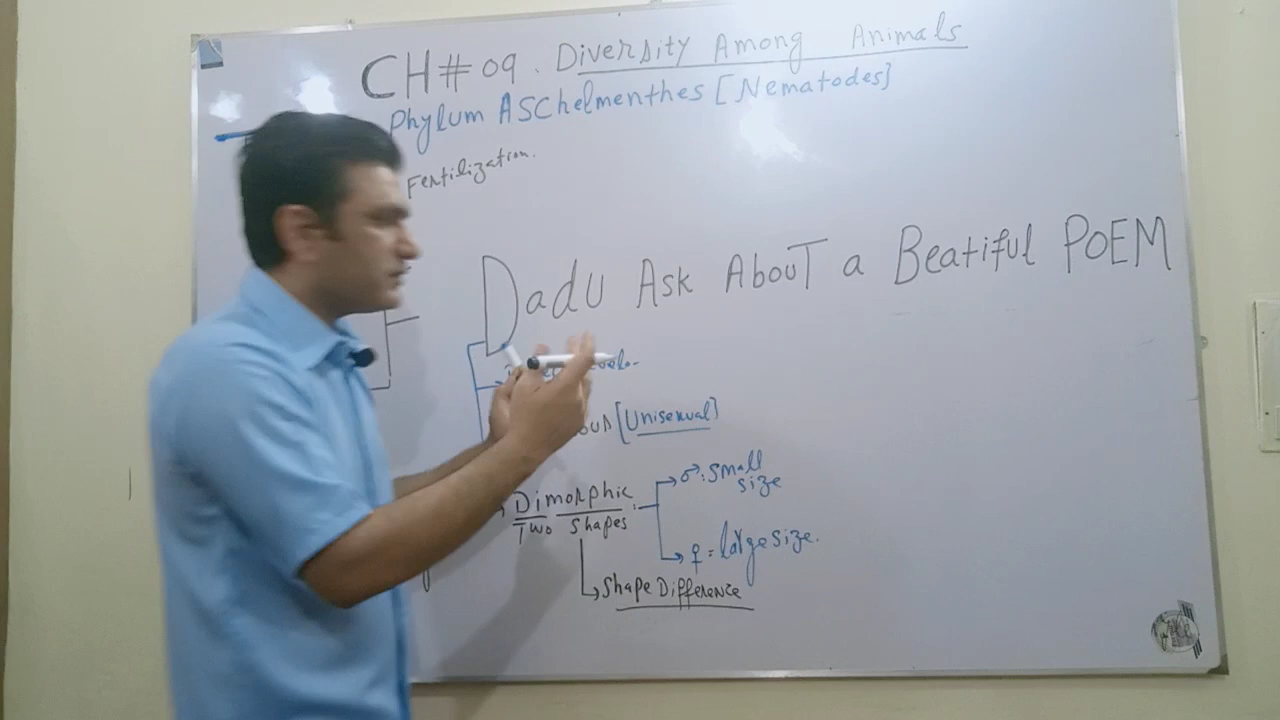 CH# 09. Diversity Among Animals
Phylum ASChelmenthes [Nematodes]
Fertilization.
DadU Ask About a Beatiful POEM
[Unisexual]
Dimorphic
Two Shapes
♂: Small
size
♀ = large size.
Shape Difference